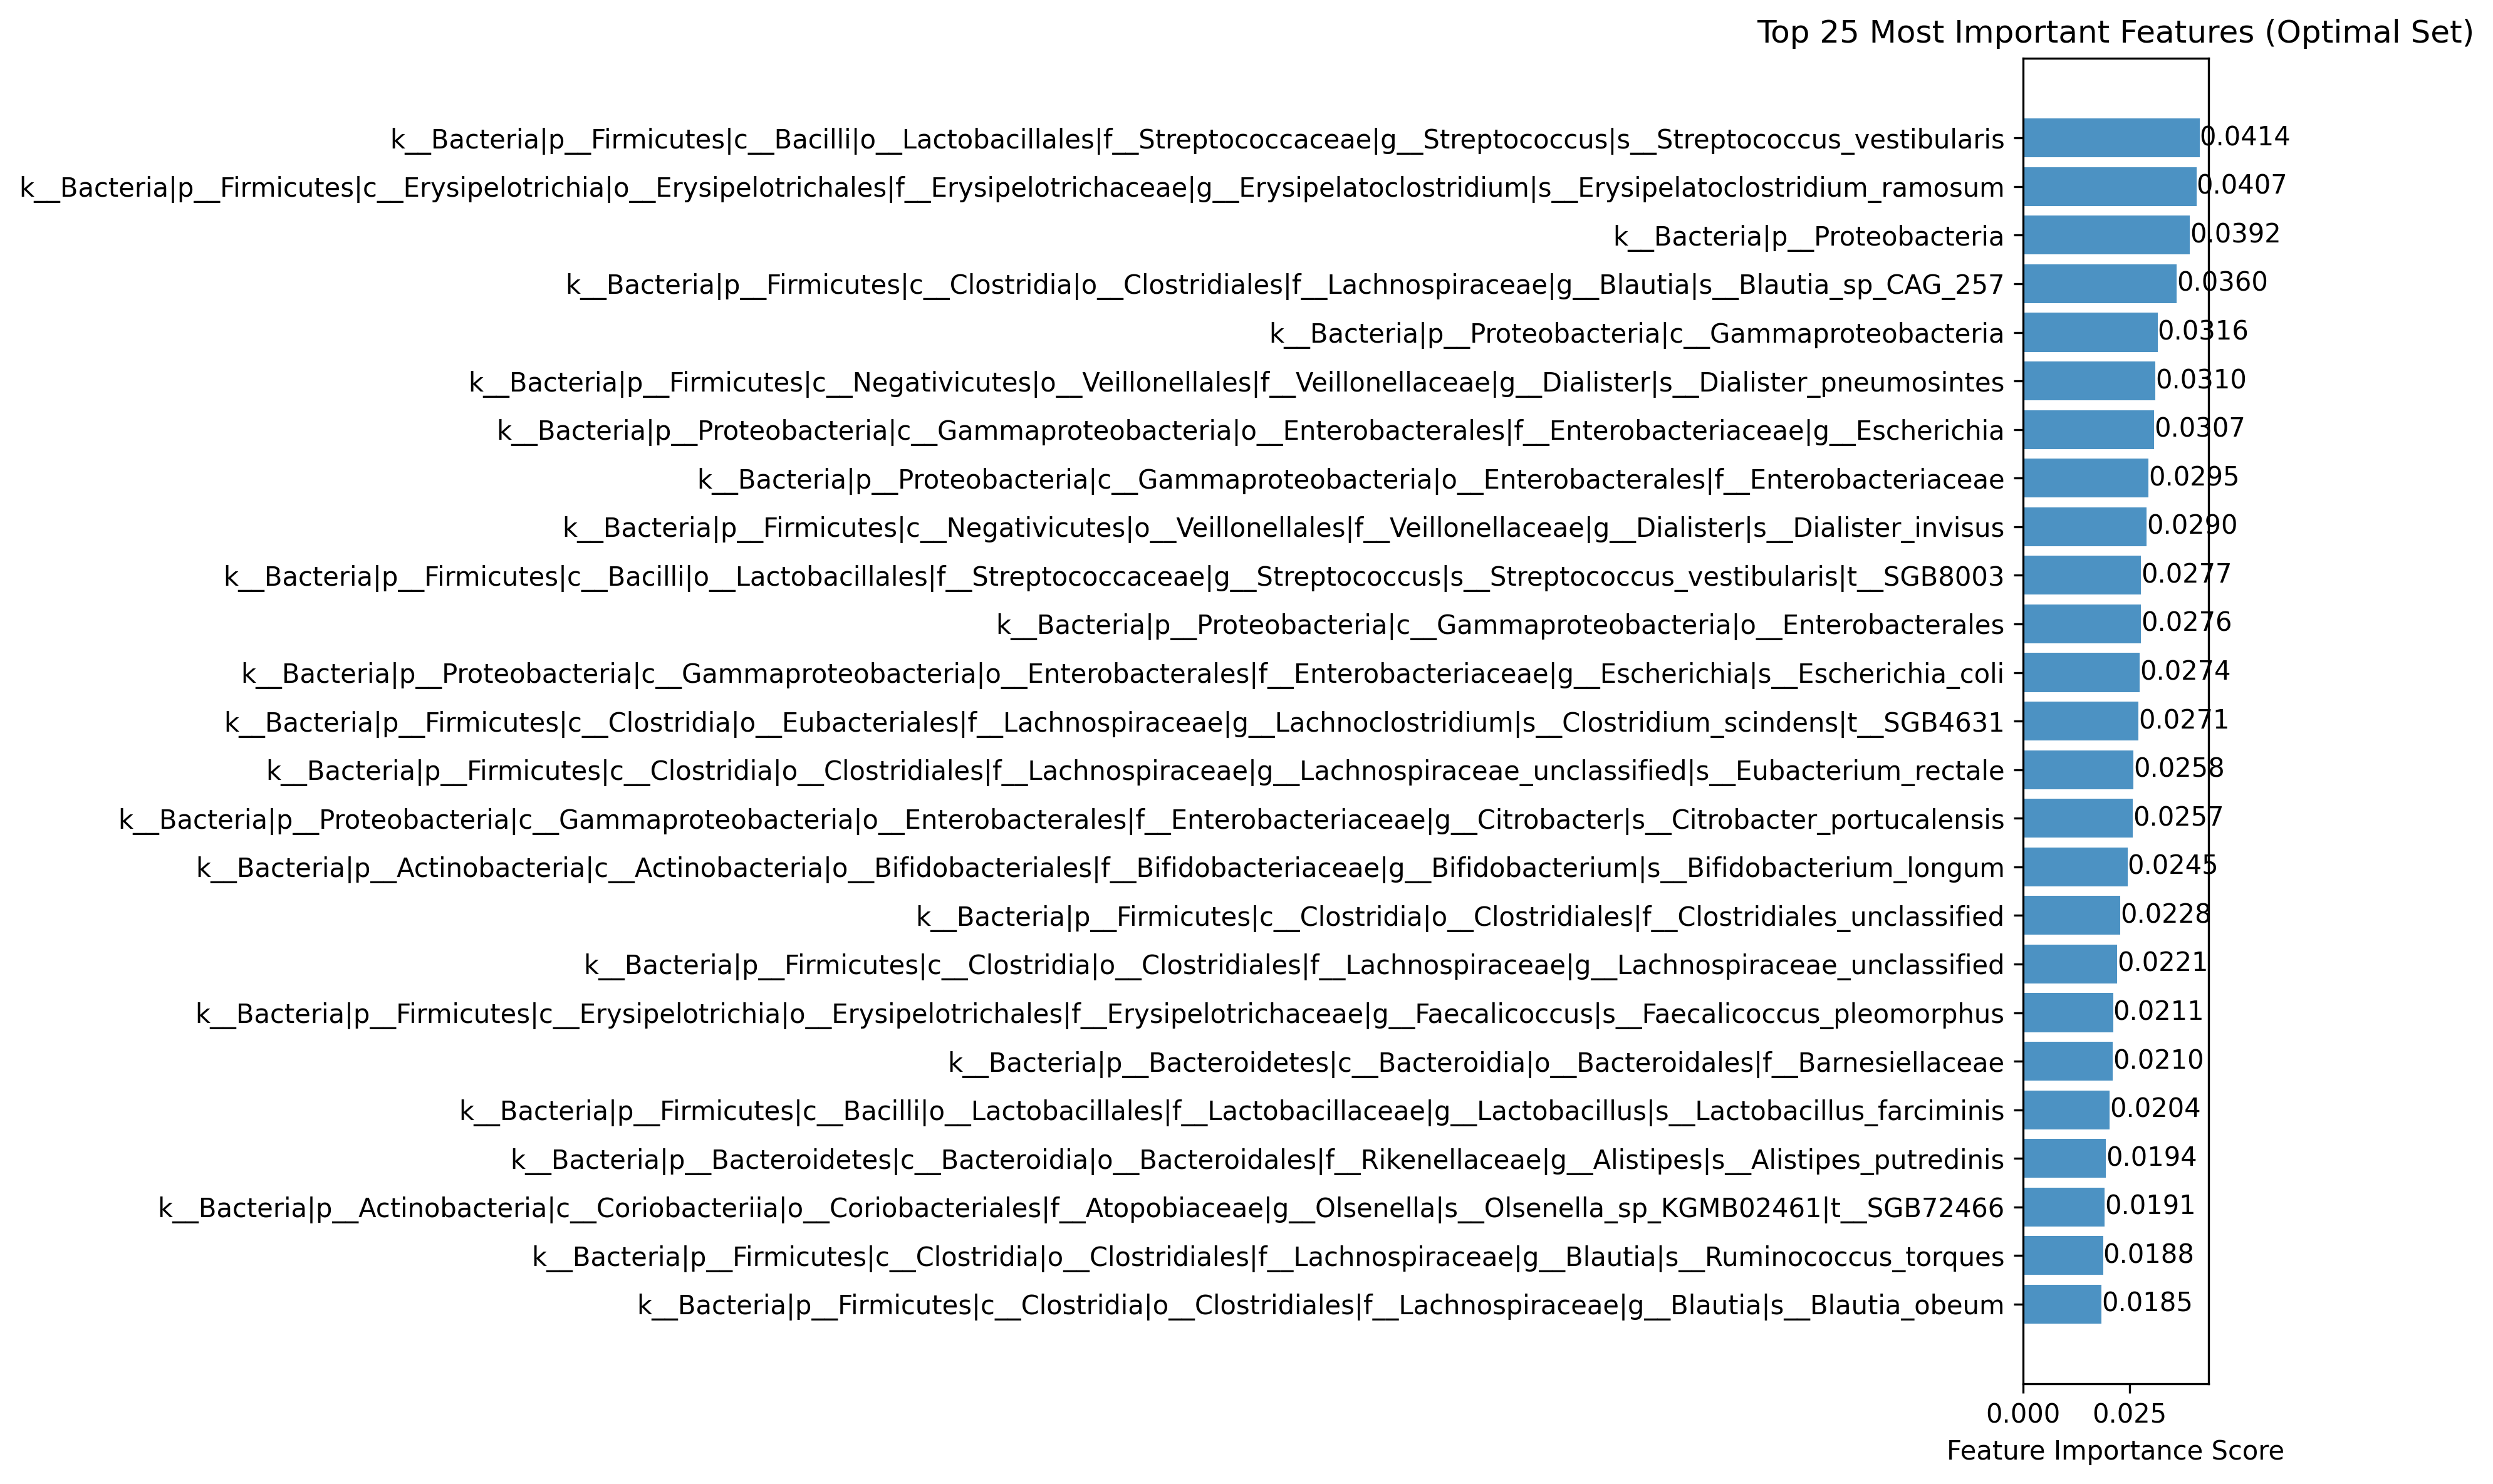 Top 25 Most Important Features (Optimal Set)
k__Bacteria|p__Firmicutes|c__Bacilli|o__Lactobacillales|f__Streptococcaceae|g__Streptococcus|s__Streptococcus_vestibularis 0.0414
k__Bacteria|p__Firmicutes|c__Erysipelotrichia|o__Erysipelotrichales|f__Erysipelotrichaceae|g__Erysipelatoclostridium|s__Erysipelatoclostridium_ramosum 0.0407
k__Bacteria|p__Proteobacteria 0.0392
k__Bacteria|p__Firmicutes|c__Clostridia|o__Clostridiales|f__Lachnospiraceae|g__Blautia|s__Blautia_sp_CAG_257 0.0360
k__Bacteria|p__Proteobacteria|c__Gammaproteobacteria 0.0316
k__Bacteria|p__Firmicutes|c__Negativicutes|o__Veillonellales|f__Veillonellaceae|g__Dialister|s__Dialister_pneumosintes 0.0310
k__Bacteria|p__Proteobacteria|c__Gammaproteobacteria|o__Enterobacterales|f__Enterobacteriaceae|g__Escherichia 0.0307
k__Bacteria|p__Proteobacteria|c__Gammaproteobacteria|o__Enterobacterales|f__Enterobacteriaceae 0.0295
k__Bacteria|p__Firmicutes|c__Negativicutes|o__Veillonellales|f__Veillonellaceae|g__Dialister|s__Dialister_invisus 0.0290
k__Bacteria|p__Firmicutes|c__Bacilli|o__Lactobacillales|f__Streptococcaceae|g__Streptococcus|s__Streptococcus_vestibularis|t__SGB8003 0.0277
k__Bacteria|p__Proteobacteria|c__Gammaproteobacteria|o__Enterobacterales 0.0276
k__Bacteria|p__Proteobacteria|c__Gammaproteobacteria|o__Enterobacterales|f__Enterobacteriaceae|g__Escherichia|s__Escherichia_coli 0.0274
k__Bacteria|p__Firmicutes|c__Clostridia|o__Eubacteriales|f__Lachnospiraceae|g__Lachnoclostridium|s__Clostridium_scindens|t__SGB4631 0.0271
k__Bacteria|p__Firmicutes|c__Clostridia|o__Clostridiales|f__Lachnospiraceae|g__Lachnospiraceae_unclassified|s__Eubacterium_rectale 0.0258
k__Bacteria|p__Proteobacteria|c__Gammaproteobacteria|o__Enterobacterales|f__Enterobacteriaceae|g__Citrobacter|s__Citrobacter_portucalensis 0.0257
k__Bacteria|p__Actinobacteria|c__Actinobacteria|o__Bifidobacteriales|f__Bifidobacteriaceae|g__Bifidobacterium|s__Bifidobacterium_longum 0.0245
k__Bacteria|p__Firmicutes|c__Clostridia|o__Clostridiales|f__Clostridiales_unclassified 0.0228
k__Bacteria|p__Firmicutes|c__Clostridia|o__Clostridiales|f__Lachnospiraceae|g__Lachnospiraceae_unclassified 0.0221
k__Bacteria|p__Firmicutes|c__Erysipelotrichia|o__Erysipelotrichales|f__Erysipelotrichaceae|g__Faecalicoccus|s__Faecalicoccus_pleomorphus 0.0211
k__Bacteria|p__Bacteroidetes|c__Bacteroidia|o__Bacteroidales|f__Barnesiellaceae 0.0210
k__Bacteria|p__Firmicutes|c__Bacilli|o__Lactobacillales|f__Lactobacillaceae|g__Lactobacillus|s__Lactobacillus_farciminis 0.0204
k__Bacteria|p__Bacteroidetes|c__Bacteroidia|o__Bacteroidales|f__Rikenellaceae|g__Alistipes|s__Alistipes_putredinis 0.0194
k__Bacteria|p__Actinobacteria|c__Coriobacteriia|o__Coriobacteriales|f__Atopobiaceae|g__Olsenella|s__Olsenella_sp_KGMB02461|t__SGB72466 0.0191
k__Bacteria|p__Firmicutes|c__Clostridia|o__Clostridiales|f__Lachnospiraceae|g__Blautia|s__Ruminococcus_torques 0.0188
k__Bacteria|p__Firmicutes|c__Clostridia|o__Clostridiales|f__Lachnospiraceae|g__Blautia|s__Blautia_obeum 0.0185
0.000 0.025
Feature Importance Score